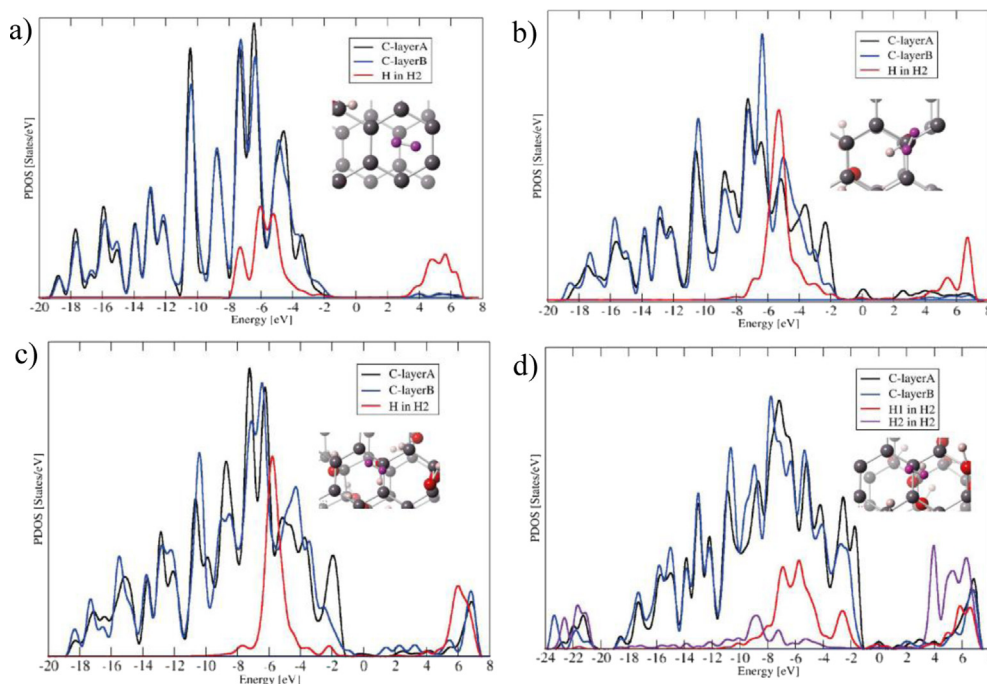 a)
C-layerA
C-layerB
H in H2
PDOS [States/eV]
-20 -18 -16 -14 -12 -10 -8 -6 -4 -2 0 2 4 6 8
Energy [eV]
b)
C-layerA
C-layerB
H in H2
PDOS [States/eV]
-20 -18 -16 -14 -12 -10 -8 -6 -4 -2 0 2 4 6 8
Energy [eV]
c)
C-layerA
C-layerB
H in H2
PDOS [States/eV]
-20 -18 -16 -14 -12 -10 -8 -6 -4 -2 0 2 4 6 8
Energy [eV]
d)
C-layerA
C-layerB
H1 in H2
H2 in H2
PDOS [States/eV]
-24 -22 -20 -18 -16 -14 -12 -10 -8 -6 -4 -2 0 2 4 6
Energy [eV]